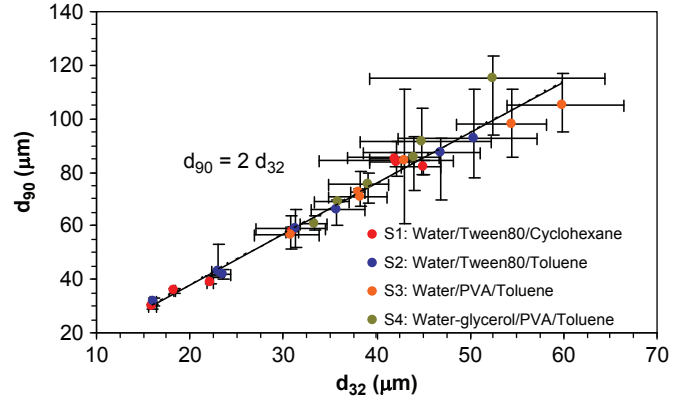 140
120
100
80
60
40
20
d90 (μm)
d90 = 2 d32
S1: Water/Tween80/Cyclohexane
S2: Water/Tween80/Toluene
S3: Water/PVA/Toluene
S4: Water-glycerol/PVA/Toluene
10 20 30 40 50 60 70
d32 (μm)